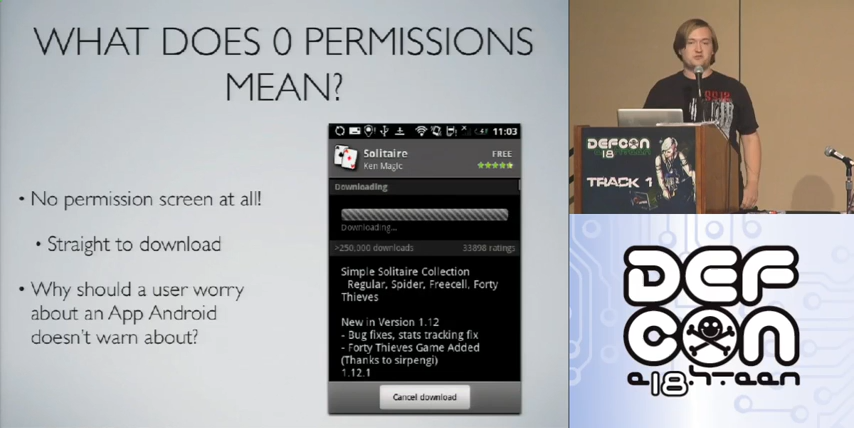 WHAT DOES 0 PERMISSIONS
MEAN?
• No permission screen at all!
• Straight to download
• Why should a user worry
about an App Android
doesn't warn about?
11:03
Solitaire
Ken Magic
FREE
Downloading
Downloading...
>250,000 downloads
33898 ratings
Simple Solitaire Collection
Regular, Spider, Freecell, Forty
Thieves
New in Version 1.12
- Bug fixes, stats tracking fix
- Forty Thieves Game Added
(Thanks to sirpengi)
1.12.1
Cancel download
DEFCON
18
TRACK 1
DEF
CON
e18hteen